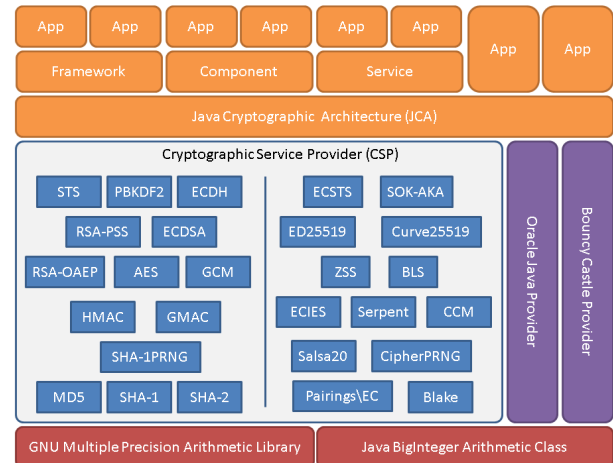 App App App App App App App App
Framework Component Service
Java Cryptographic Architecture (JCA)
Cryptographic Service Provider (CSP)
STS PBKDF2 ECDH ECSTS SOK-AKA
RSA-PSS ECDSA ED25519 Curve25519
RSA-OAEP AES GCM ZSS BLS
HMAC GMAC ECIES Serpent CCM
SHA-1PRNG Salsa20 CipherPRNG
MD5 SHA-1 SHA-2 Pairings\EC Blake
Oracle Java Provider
Bouncy Castle Provider
GNU Multiple Precision Arithmetic Library Java BigInteger Arithmetic Class